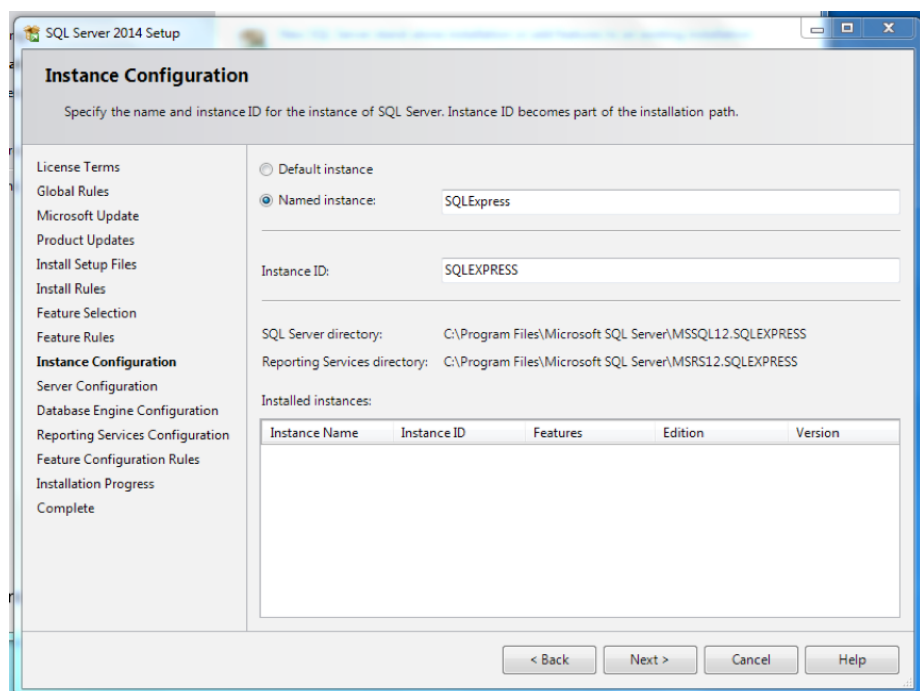 SQL Server 2014 Setup
Instance Configuration
Specify the name and instance ID for the instance of SQL Server. Instance ID becomes part of the installation path.
License Terms
Global Rules
Microsoft Update
Product Updates
Install Setup Files
Install Rules
Feature Selection
Feature Rules
Instance Configuration
Server Configuration
Database Engine Configuration
Reporting Services Configuration
Feature Configuration Rules
Installation Progress
Complete
Default instance
Named instance: SQLExpress
Instance ID: SQLEXPRESS
SQL Server directory: C:\Program Files\Microsoft SQL Server\MSSQL12.SQLEXPRESS
Reporting Services directory: C:\Program Files\Microsoft SQL Server\MSRS12.SQLEXPRESS
Installed instances:
Instance Name Instance ID Features Edition Version
< Back Next > Cancel Help